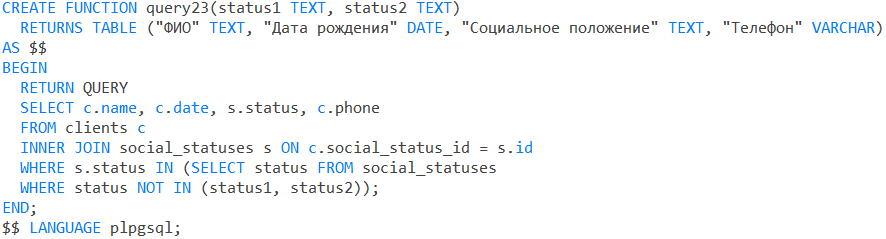 CREATE FUNCTION query23(status1 TEXT, status2 TEXT)
  RETURNS TABLE ("ФИО" TEXT, "Дата рождения" DATE, "Социальное положение" TEXT, "Телефон" VARCHAR)
AS $$
BEGIN
  RETURN QUERY
  SELECT c.name, c.date, s.status, c.phone
  FROM clients c
  INNER JOIN social_statuses s ON c.social_status_id = s.id
  WHERE s.status IN (SELECT status FROM social_statuses
  WHERE status NOT IN (status1, status2));
END;
$$ LANGUAGE plpgsql;